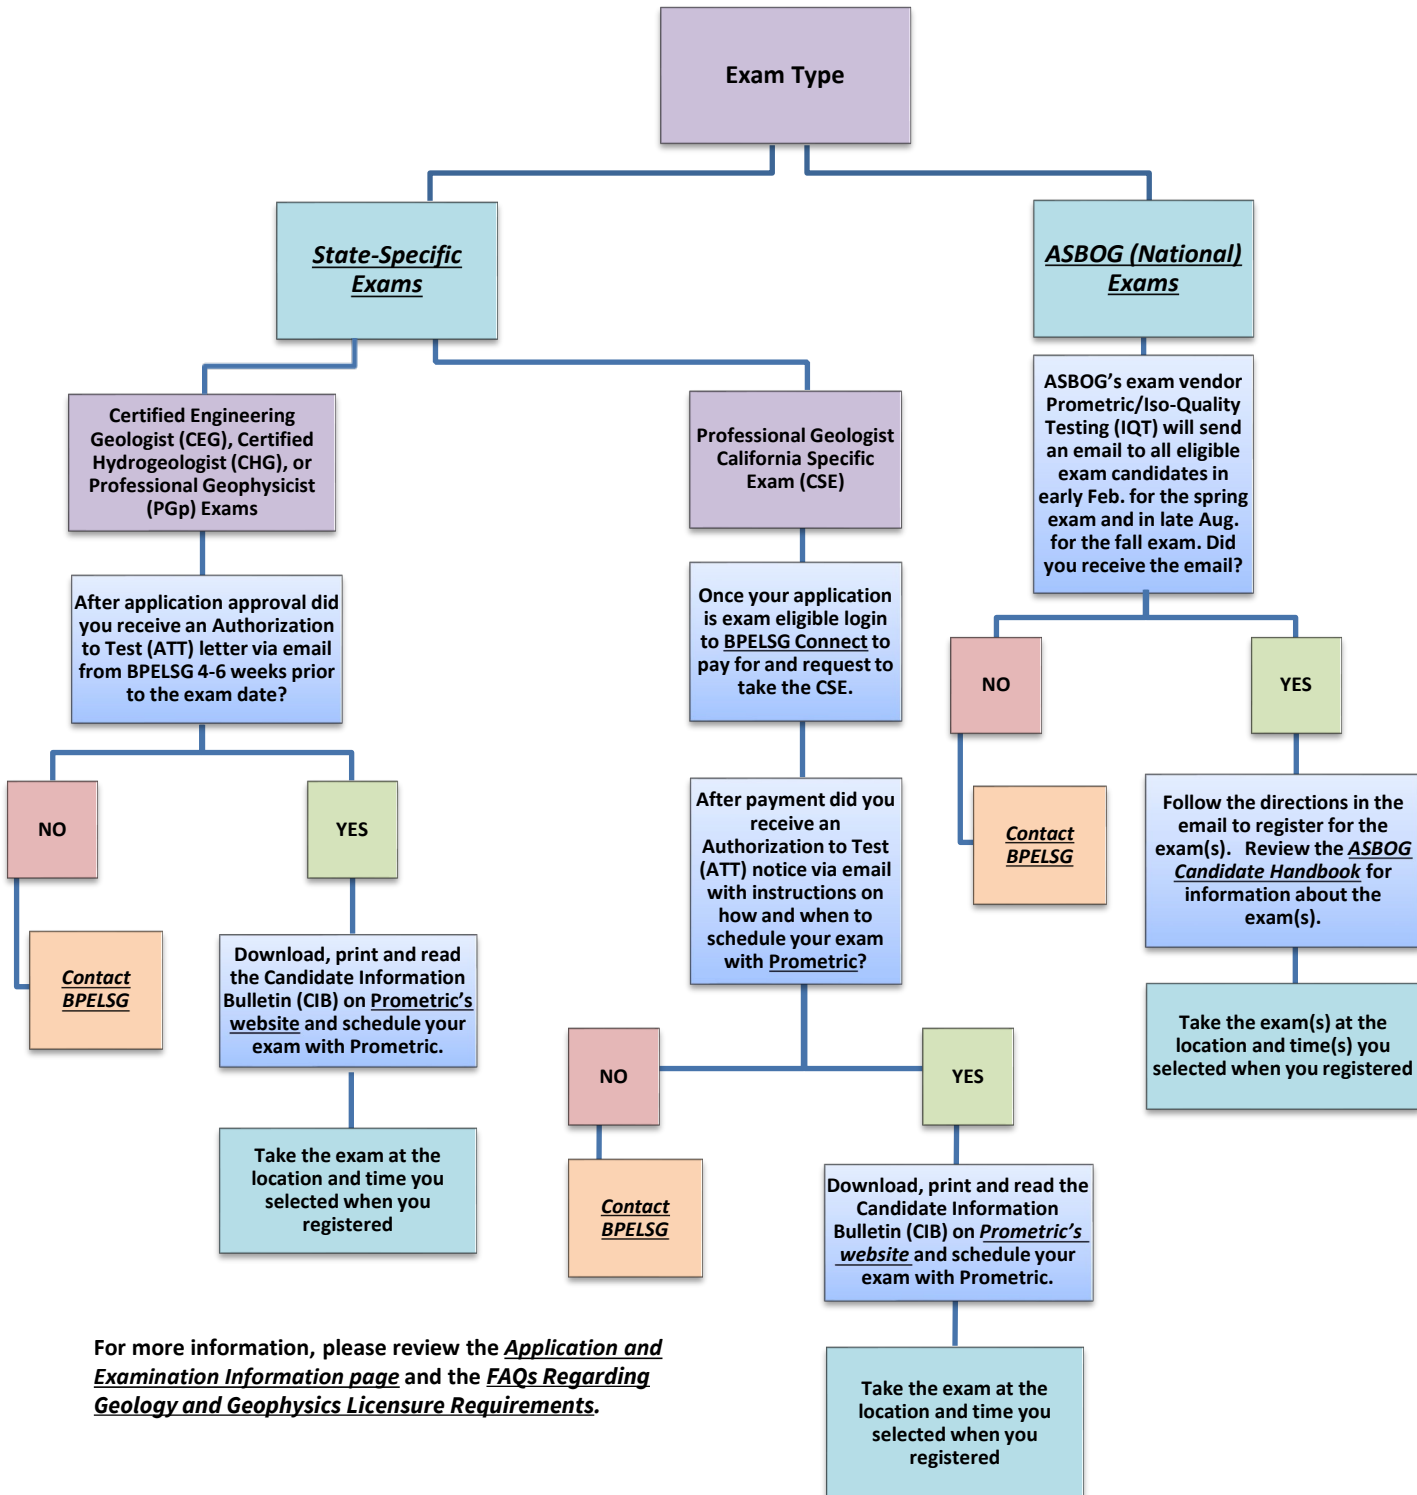 Exam Type
State-Specific
Exams
ASBOG (National)
Exams
Certified Engineering
Geologist (CEG), Certified
Hydrogeologist (CHG), or
Professional Geophysicist
(PGp) Exams
After application approval did
you receive an Authorization
to Test (ATT) letter via email
from BPELSG 4-6 weeks prior
to the exam date?
NO
Contact
BPELSG
YES
Download, print and read
the Candidate Information
Bulletin (CIB) on Prometric's
website and schedule your
exam with Prometric.
Take the exam at the
location and time you
selected when you
registered
Professional Geologist
California Specific
Exam (CSE)
Once your application
is exam eligible login
to BPELSG Connect to
pay for and request to
take the CSE.
After payment did you
receive an
Authorization to Test
(ATT) notice via email
with instructions on
how and when to
schedule your exam
with Prometric?
NO
Contact
BPELSG
YES
Download, print and read the
Candidate Information
Bulletin (CIB) on Prometric's
website and schedule your
exam with Prometric.
Take the exam at the
location and time you
selected when you
registered
ASBOG's exam vendor
Prometric/Iso-Quality
Testing (IQT) will send
an email to all eligible
exam candidates in
early Feb. for the spring
exam and in late Aug.
for the fall exam. Did
you receive the email?
NO
Contact
BPELSG
YES
Follow the directions in the
email to register for the
exam(s). Review the ASBOG
Candidate Handbook for
information about the
exam(s).
Take the exam(s) at the
location and time(s) you
selected when you registered
For more information, please review the Application and
Examination Information page and the FAQs Regarding
Geology and Geophysics Licensure Requirements.